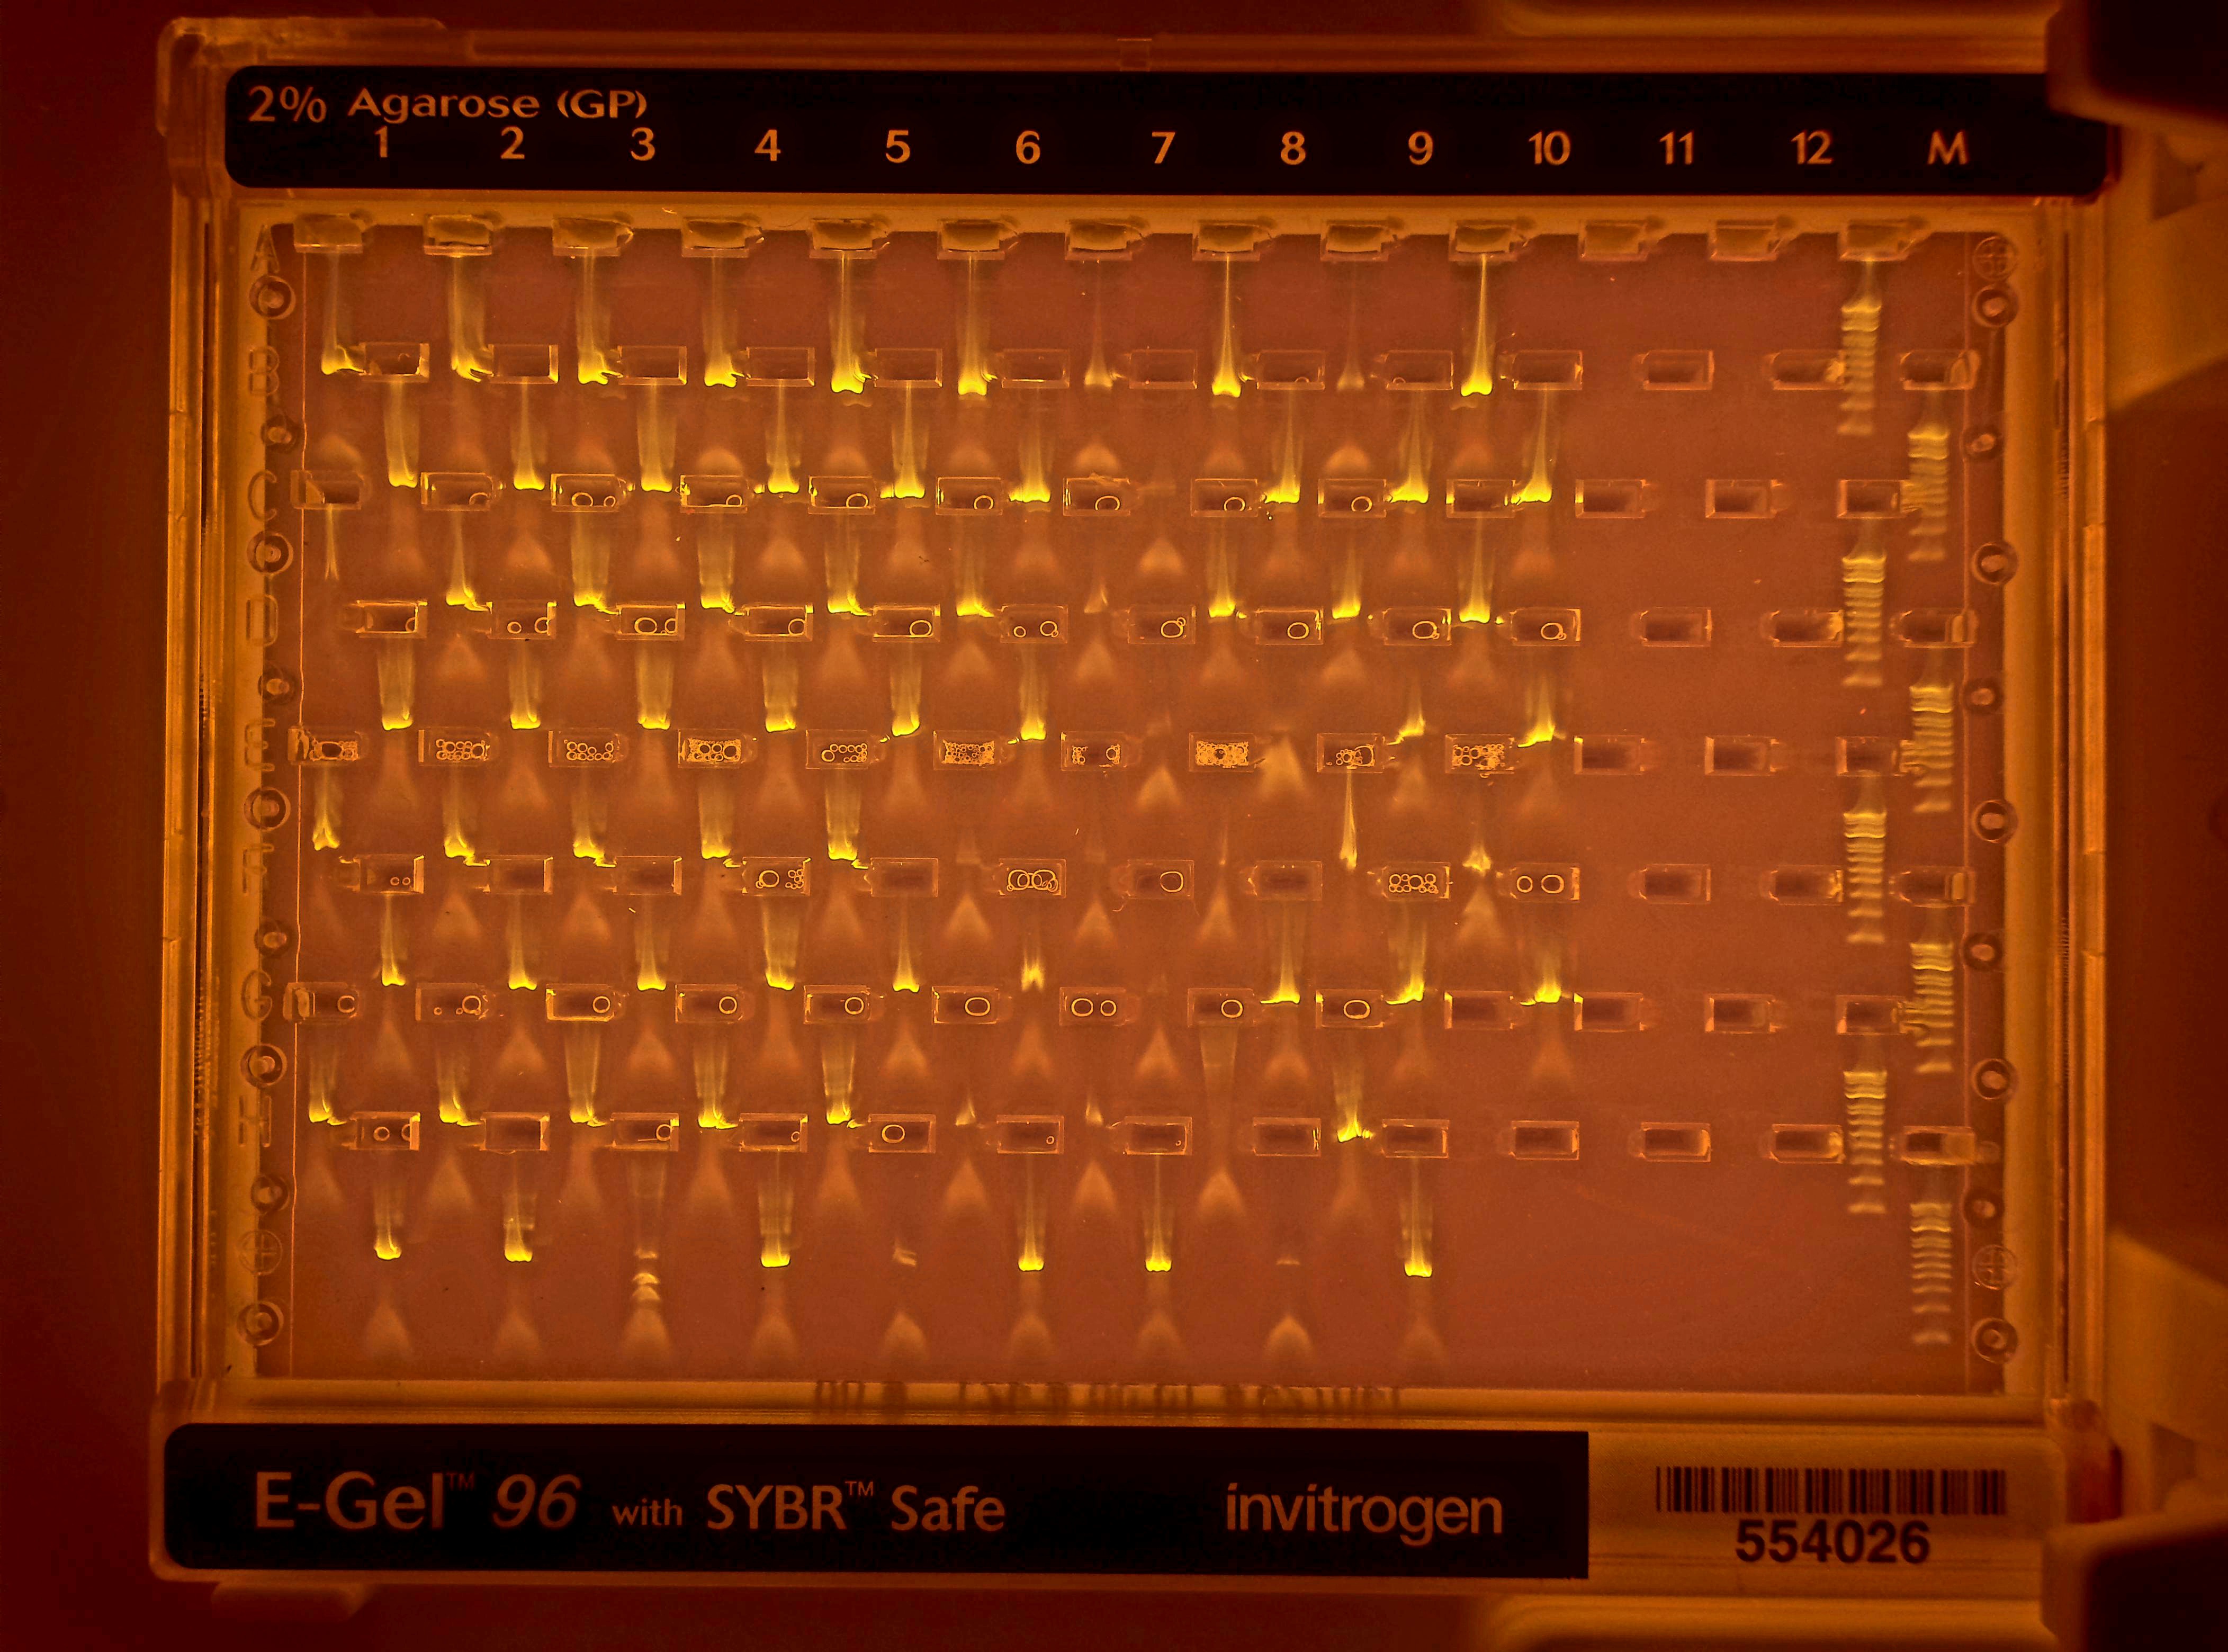 2% Agarose (GP)
1 2 3 4 5 6 7 8 9 10 11 12 M
A
B
C
D
E
F
G
H
E-Gel™ 96 with SYBR™ Safe invitrogen
554026